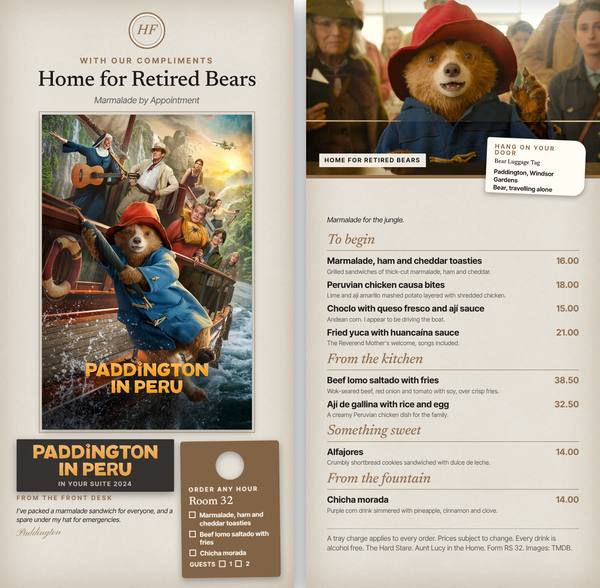 HF
WITH OUR COMPLIMENTS
Home for Retired Bears
Marmalade by Appointment
PADDINGTON
IN PERU
PADDINGTON
IN PERU
IN YOUR SUITE 2024
FROM THE FRONT DESK
I've packed a marmalade sandwich for everyone, and a
spare under my hat for emergencies.
Paddington
ORDER ANY HOUR
Room 32
Marmalade, ham and
cheddar toasties
Beef lomo saltado with
fries
Chicha morada
GUESTS 1 2
HOME FOR RETIRED BEARS
HANG ON YOUR
DOOR
Bear Luggage Tag
Paddington, Windsor
Gardens
Bear, travelling alone
Marmalade for the jungle.
To begin
Marmalade, ham and cheddar toasties 16.00
Grilled sandwiches of thick-cut marmalade, ham and cheddar.
Peruvian chicken causa bites 18.00
Lime and ají amarillo mashed potato layered with shredded chicken.
Choclo with queso fresco and ají sauce 15.00
Andean corn. I appear to be driving the boat.
Fried yuca with huancaína sauce 21.00
The Reverend Mother's welcome, songs included.
From the kitchen
Beef lomo saltado with fries 38.50
Wok-seared beef, red onion and tomato with soy, over crisp fries.
Ají de gallina with rice and egg 32.50
A creamy Peruvian chicken dish for the family.
Something sweet
Alfajores 14.00
Crumbly shortbread cookies sandwiched with dulce de leche.
From the fountain
Chicha morada 14.00
Purple corn drink simmered with pineapple, cinnamon and clove.
A tray charge applies to every order. Prices subject to change. Every drink is
alcohol free. The Hard Stare. Aunt Lucy in the Home. Form RS 32. Images: TMDB.